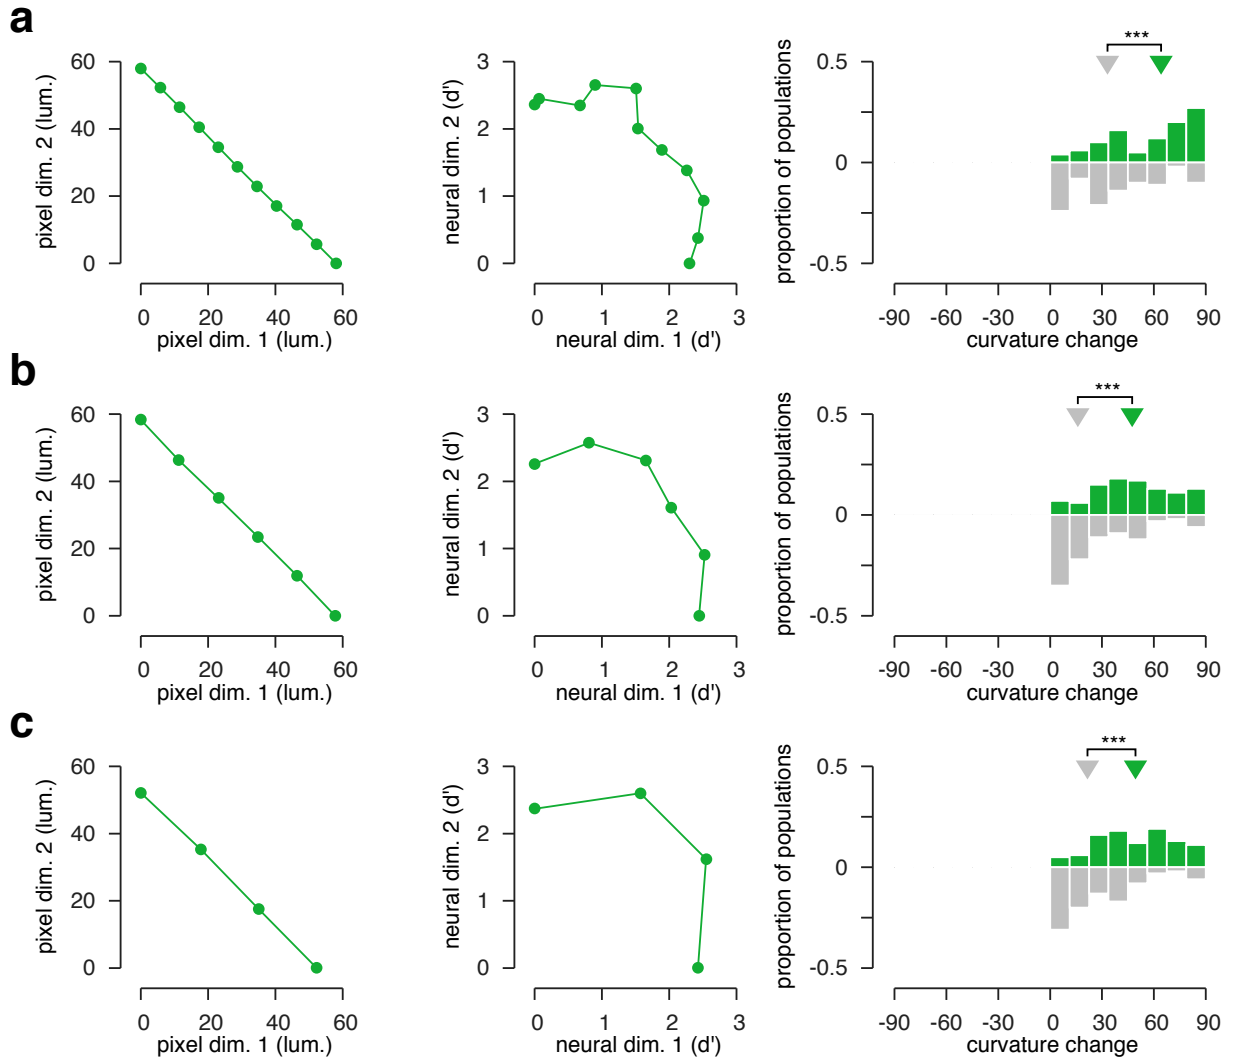 a
60
40
20
0
pixel dim. 2 (lum.)
0 20 40 60
pixel dim. 1 (lum.)
3
2
1
0
neural dim. 2 (d')
0 1 2 3
neural dim. 1 (d')
***
0.5
0
-0.5
proportion of populations
-90 -60 -30 0 30 60 90
curvature change
b
60
40
20
0
pixel dim. 2 (lum.)
0 20 40 60
pixel dim. 1 (lum.)
3
2
1
0
neural dim. 2 (d')
0 1 2 3
neural dim. 1 (d')
***
0.5
0
-0.5
proportion of populations
-90 -60 -30 0 30 60 90
curvature change
c
60
40
20
0
pixel dim. 2 (lum.)
0 20 40 60
pixel dim. 1 (lum.)
3
2
1
0
neural dim. 2 (d')
0 1 2 3
neural dim. 1 (d')
***
0.5
0
-0.5
proportion of populations
-90 -60 -30 0 30 60 90
curvature change